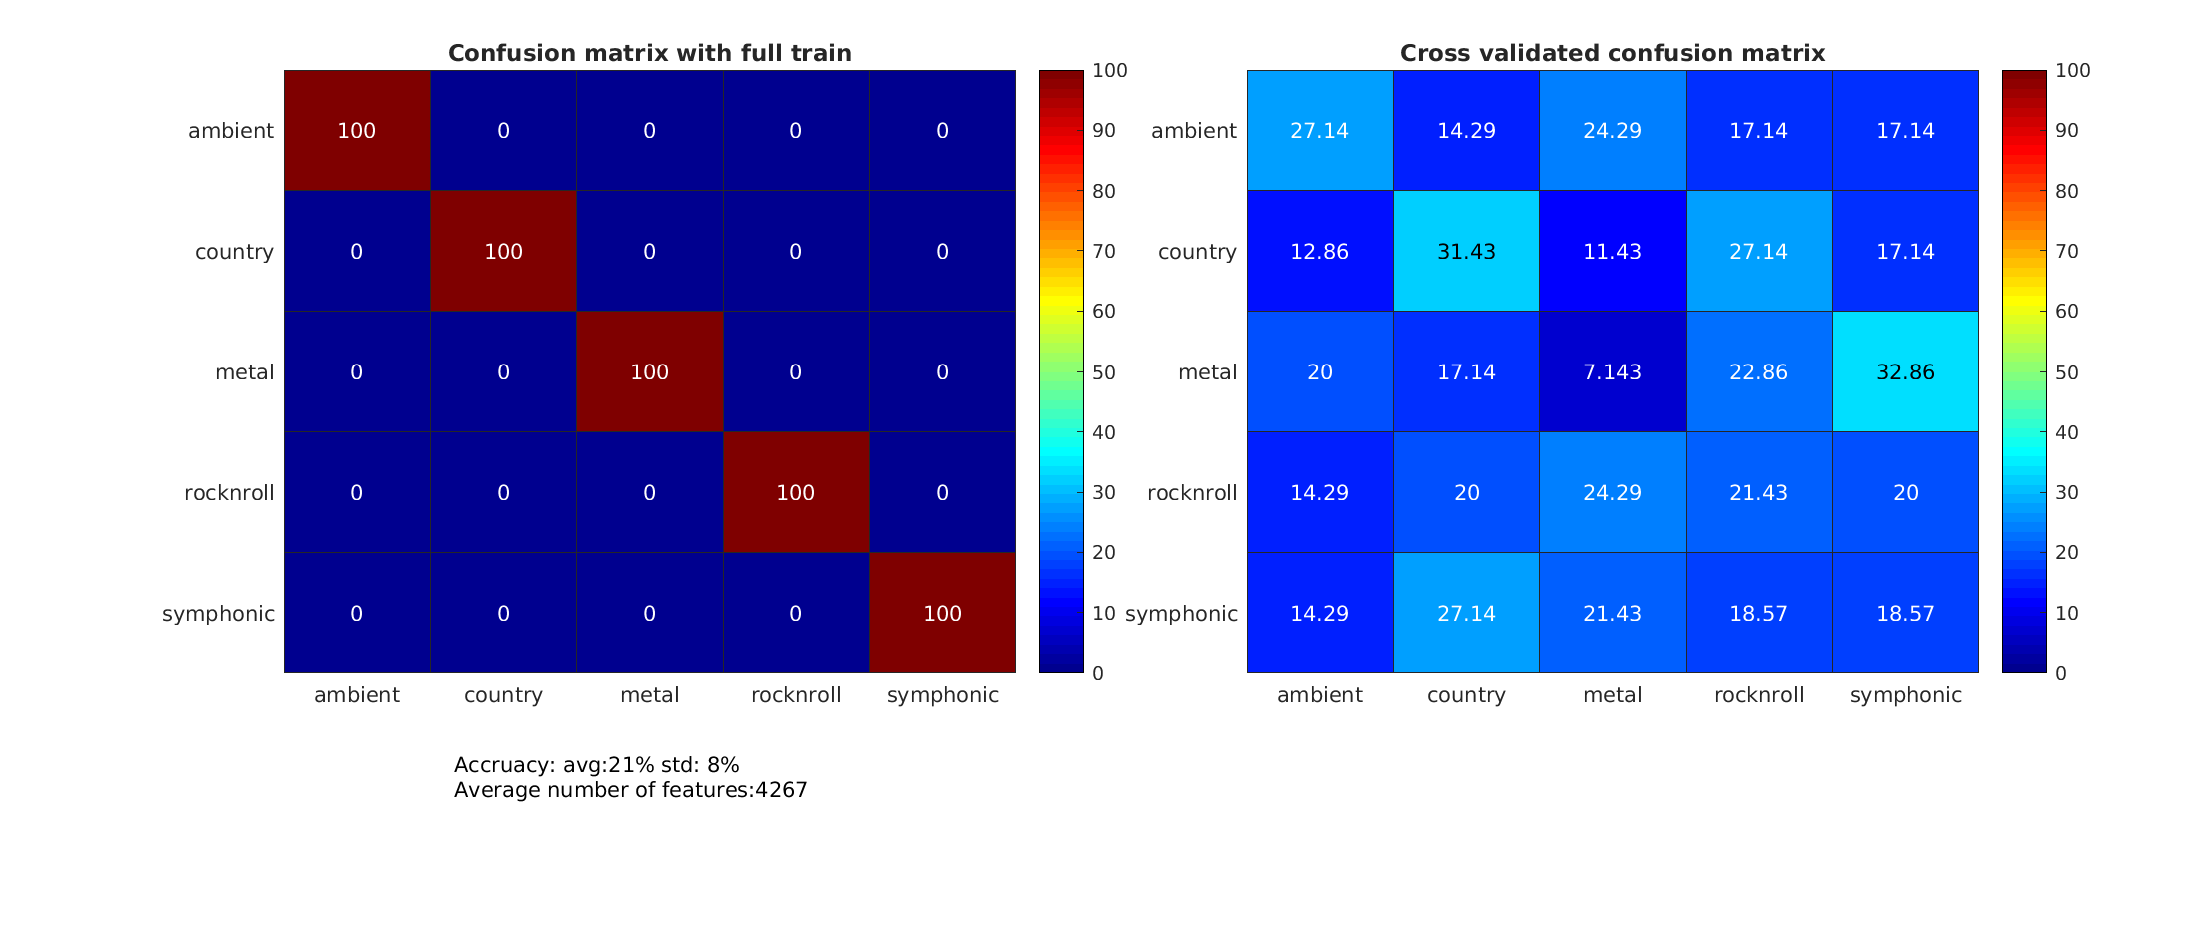 Confusion matrix with full train
100
ambient 100 0 0 0 0
90
80
country 0 100 0 0 0
70
60
metal 0 0 100 0 0
50
40
30
rocknroll 0 0 0 100 0
20
10
symphonic 0 0 0 0 100
0
ambient country metal rocknroll symphonic
Accruacy: avg:21% std: 8%
Average number of features:4267
Cross validated confusion matrix
100
ambient 27.14 14.29 24.29 17.14 17.14
90
80
country 12.86 31.43 11.43 27.14 17.14
70
60
metal 20 17.14 7.143 22.86 32.86
50
40
30
rocknroll 14.29 20 24.29 21.43 20
20
10
symphonic 14.29 27.14 21.43 18.57 18.57
0
ambient country metal rocknroll symphonic